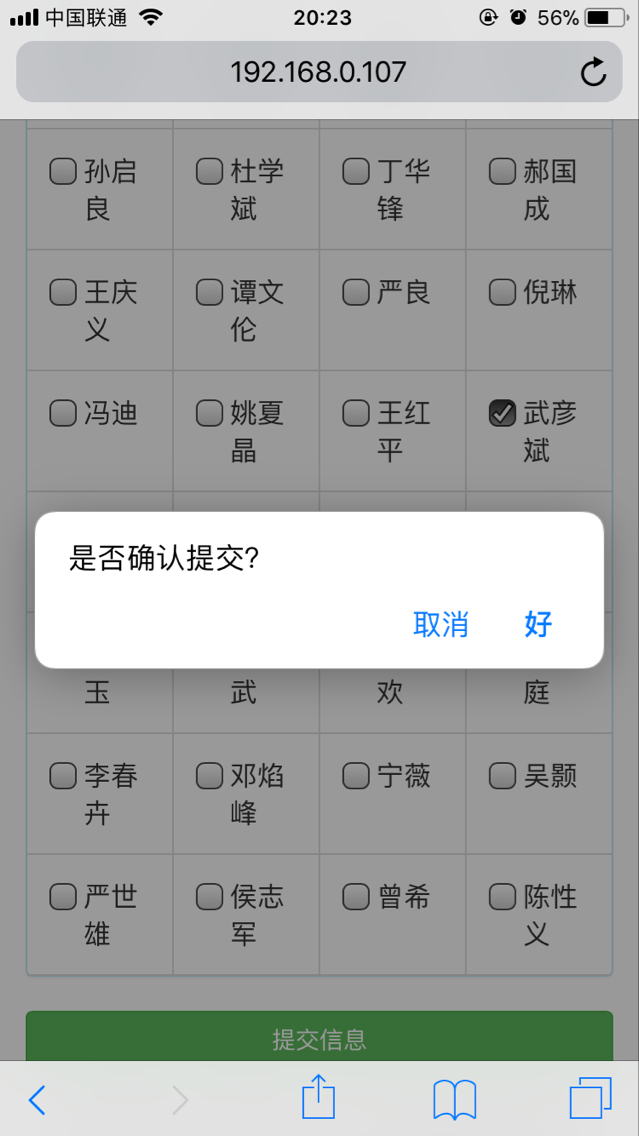 中国联通 20:23 56%
192.168.0.107
孙启良 杜学斌 丁华锋 郝国成
王庆义 谭文伦 严良 倪琳
冯迪 姚夏晶 王红平 武彦斌
是否确认提交?
取消 好
玉 武 欢 庭
李春卉 邓焰峰 宁薇 吴颢
严世雄 侯志军 曾希 陈性义
提交信息